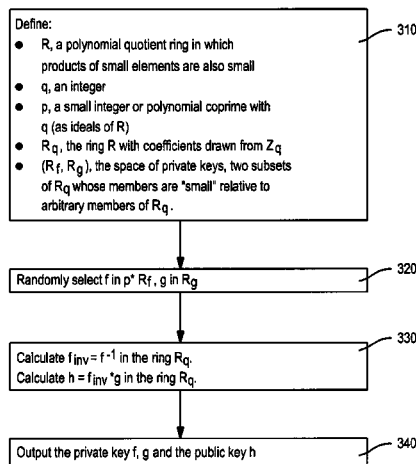 Define:
● R, a polynomial quotient ring in which
products of small elements are also small
● q, an integer
● p, a small integer or polynomial coprime with
q (as ideals of R)
● Rq, the ring R with coefficients drawn from Zq
● (Rf, Rg), the space of private keys, two subsets
of Rq whose members are "small" relative to
arbitrary members of Rq.
310
Randomly select f in p* Rf, g in Rg
320
Calculate finv = f-1 in the ring Rq.
Calculate h = finv *g in the ring Rq.
330
Output the private key f, g and the public key h
340